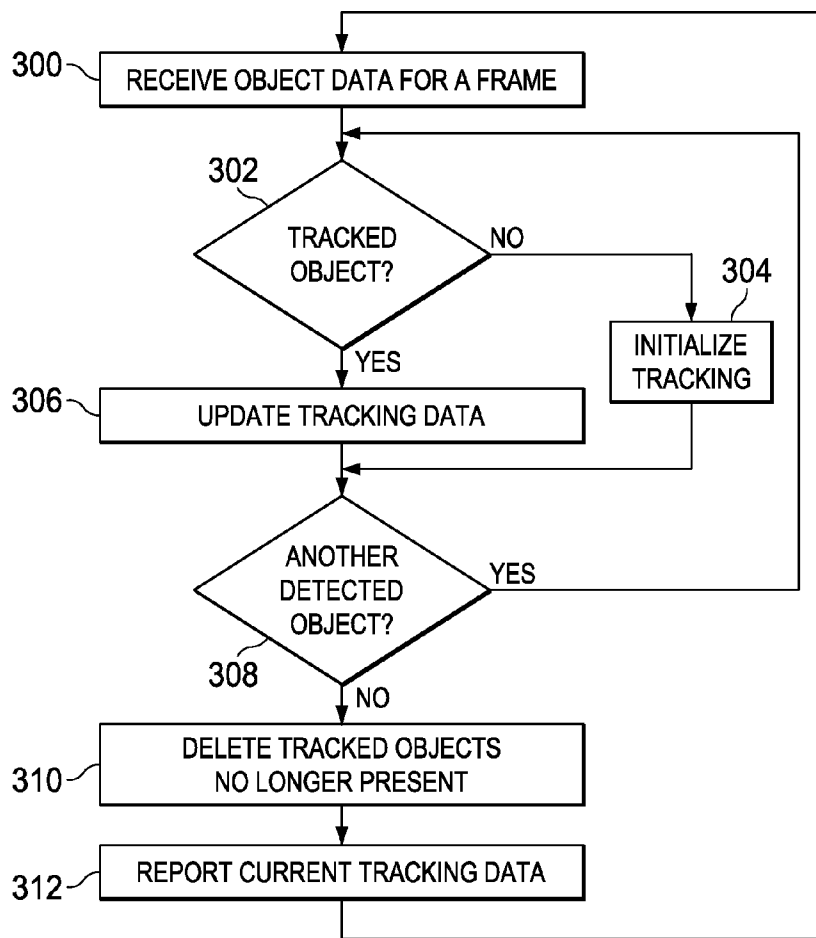 300
RECEIVE OBJECT DATA FOR A FRAME
302
TRACKED
OBJECT?
NO
304
INITIALIZE
TRACKING
YES
306
UPDATE TRACKING DATA
ANOTHER
DETECTED
OBJECT?
YES
308
NO
310
DELETE TRACKED OBJECTS
NO LONGER PRESENT
312
REPORT CURRENT TRACKING DATA